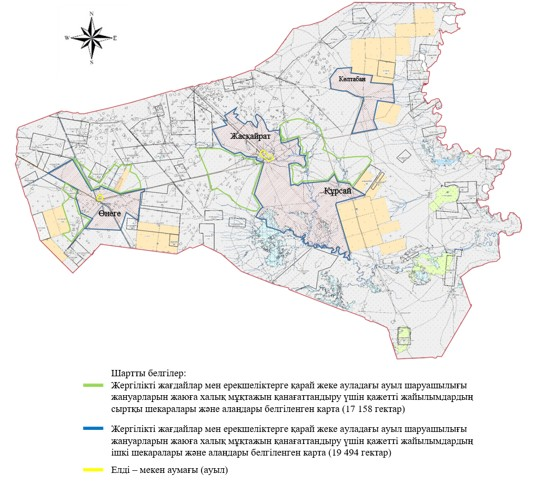 N
W
E
S
Көлтабан
Жасқайрат
Құрсай
Өнеге
Шартты белгілер:
Жергілікті жағдайлар мен ерекшеліктерге қарай жеке ауладағы ауыл шаруашылығы
жануарларын жаюға халық мұқтажын қанағаттандыру үшін қажетті жайылымдардың
сыртқы шекаралары және алаңдары белгіленген карта (17 158 гектар)
Жергілікті жағдайлар мен ерекшеліктерге қарай жеке ауладағы ауыл шаруашылығы
жануарларын жаюға халық мұқтажын қанағаттандыру үшін қажетті жайылымдардың
ішкі шекаралары және алаңдары белгіленген карта (19 494 гектар)
Елді – мекен аумағы (ауыл)